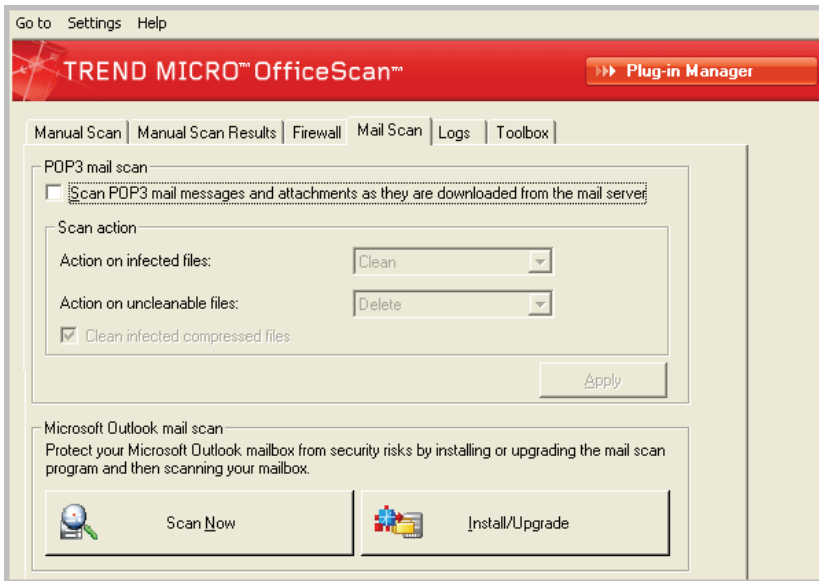 Go to Settings Help
TREND MICRO™ OfficeScan™
Plug-in Manager
Manual Scan Manual Scan Results Firewall Mail Scan Logs Toolbox
POP3 mail scan
Scan POP3 mail messages and attachments as they are downloaded from the mail server
Scan action
Action on infected files: Clean
Action on uncleanable files: Delete
Clean infected compressed files
Apply
Microsoft Outlook mail scan
Protect your Microsoft Outlook mailbox from security risks by installing or upgrading the mail scan
program and then scanning your mailbox.
Scan Now Install/Upgrade